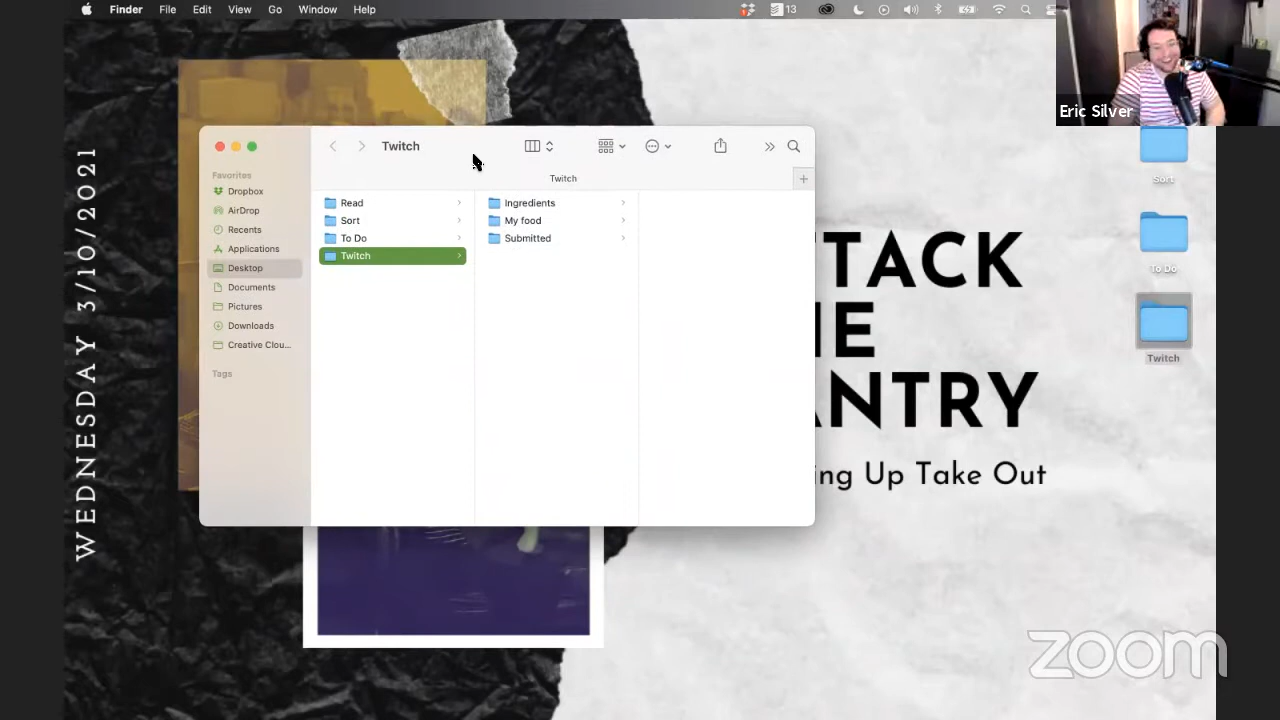 Finder File Edit View Go Window Help
13
Eric Silver
WEDNESDAY 3/10/2021
Twitch
Twitch
Favorites
Dropbox
AirDrop
Recents
Applications
Desktop
Documents
Pictures
Downloads
Creative Clou...
Tags
Read
Sort
To Do
Twitch
Ingredients
My food
Submitted
Sort
To Do
Twitch
TACK
NTRY
ing Up Take Out
zoom